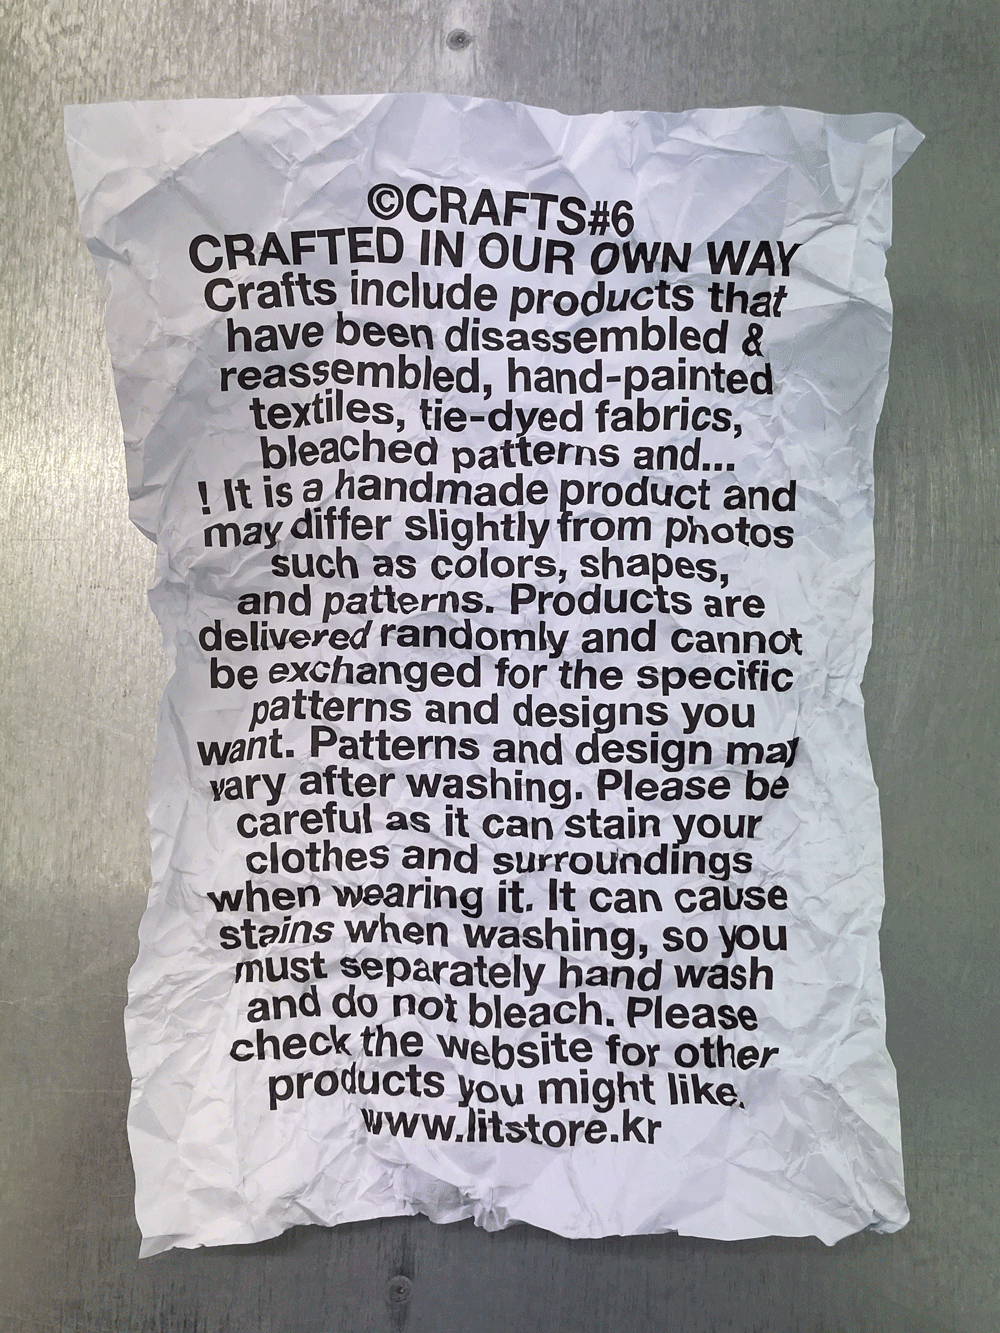 ©CRAFTS#6
CRAFTED IN OUR OWN WAY
Crafts include products that
have been disassembled &
reassembled, hand-painted
textiles, tie-dyed fabrics,
bleached patterns and...
! It is a handmade product and
may differ slightly from photos
such as colors, shapes,
and patterns. Products are
delivered randomly and cannot
be exchanged for the specific
patterns and designs you
want. Patterns and design may
vary after washing. Please be
careful as it can stain your
clothes and surroundings
when wearing it. It can cause
stains when washing, so you
must separately hand wash
and do not bleach. Please
check the website for other
products you might like.
www.litstore.kr